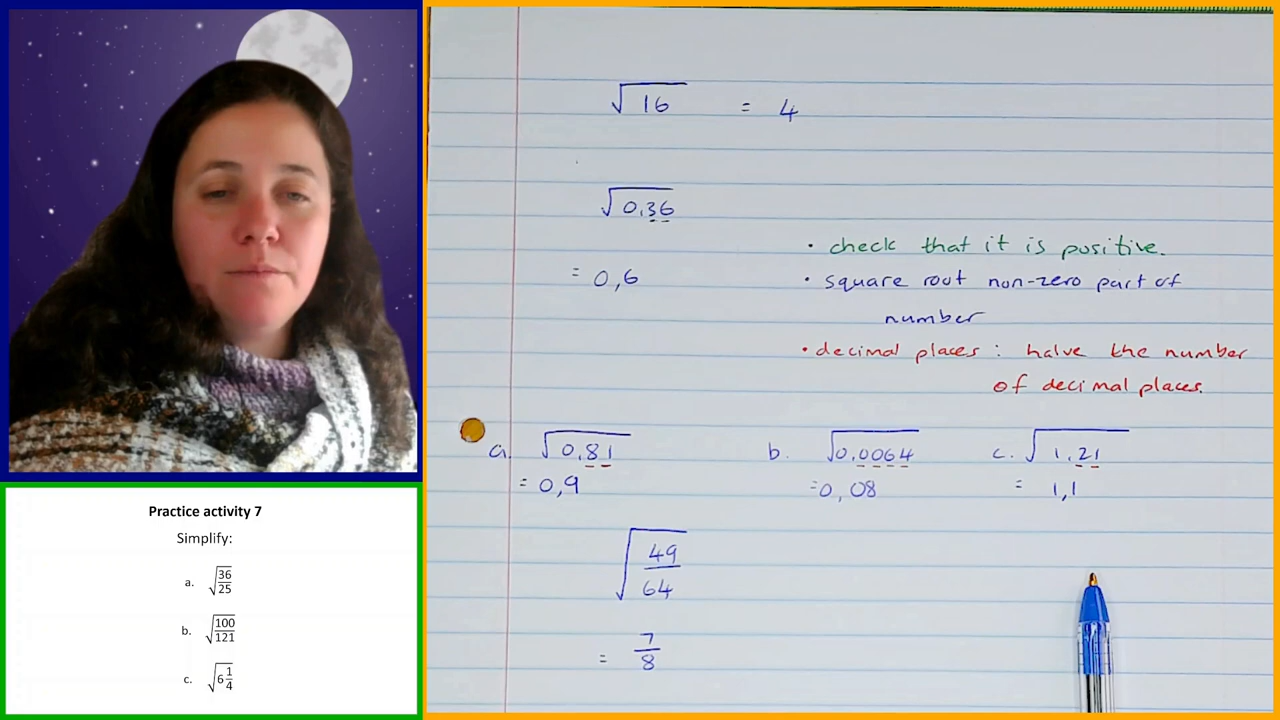 √16 = 4
√0,36
= 0,6
• check that it is positive.
• square root non-zero part of
number
• decimal places : halve the number
of decimal places.
a. √0,81 b. √0,0064 c. √1,21
= 0,9 = 0,08 = 1,1
√49/64
= 7/8
Practice activity 7
Simplify:
a. √36/25
b. √100/121
c. √6 1/4